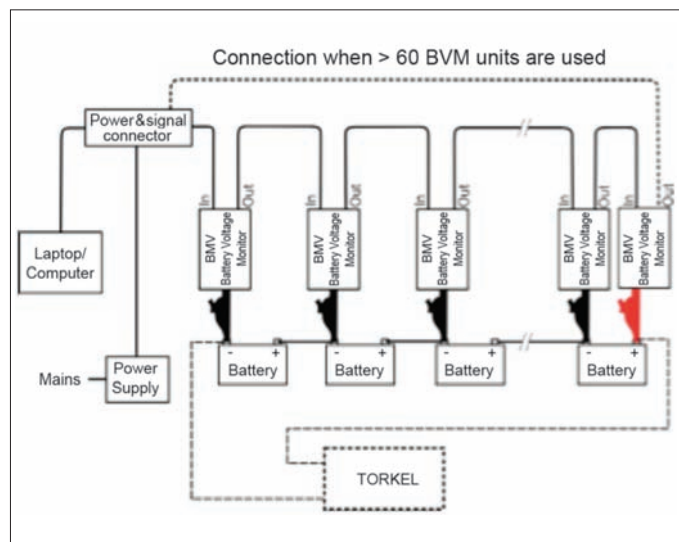 Connection when > 60 BVM units are used
Power&signal
connector
In
Out
In
Out
In
Out
In
Out
In
Out
BMV
Battery Voltage
Monitor
BMV
Battery Voltage
Monitor
BMV
Battery Voltage
Monitor
BMV
Battery Voltage
Monitor
BMV
Battery Voltage
Monitor
Laptop/
Computer
- +
Battery
- +
Battery
- +
Battery
- +
Battery
Mains
Power
Supply
TORKEL